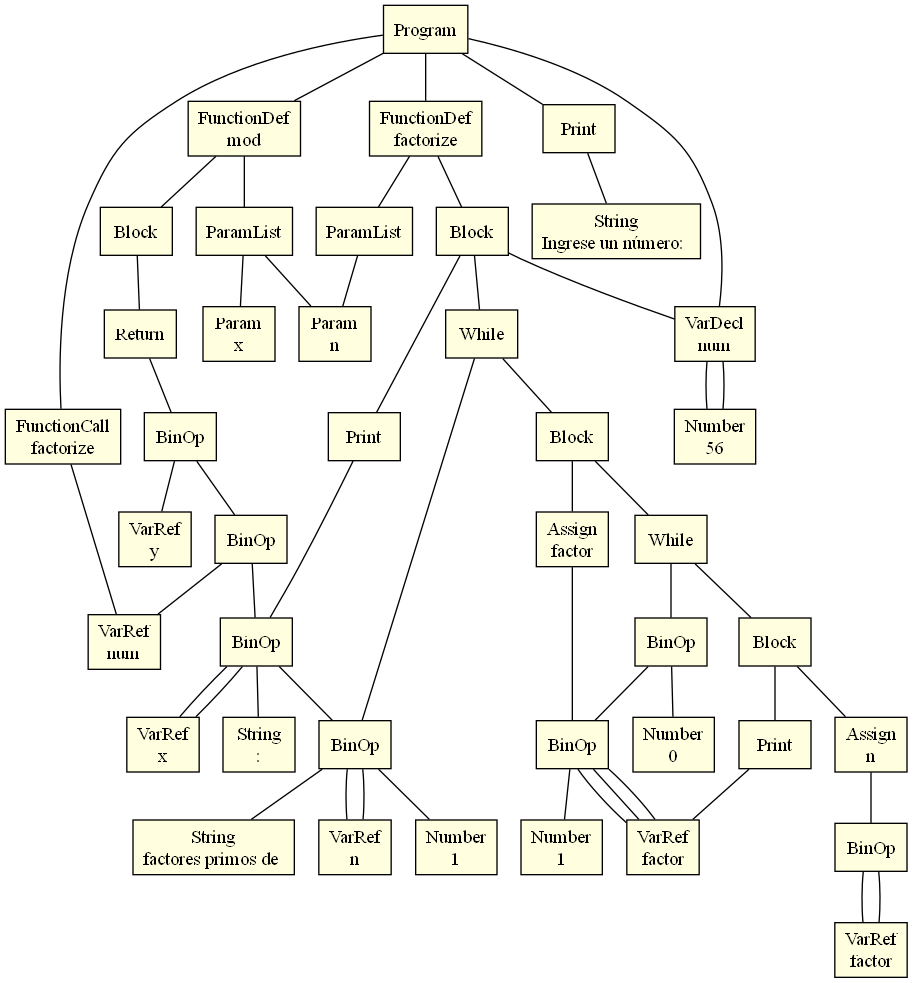 Program
FunctionDef
mod
FunctionDef
factorize
Print
Block
ParamList
ParamList
Block
String
Ingrese un número:
Return
Param
x
Param
n
While
VarDecl
num
FunctionCall
factorize
BinOp
Print
Block
Number
56
VarRef
y
BinOp
Assign
factor
While
VarRef
num
BinOp
BinOp
Block
VarRef
x
String
:
BinOp
BinOp
Number
0
Print
Assign
n
String
factores primos de
VarRef
n
Number
1
Number
1
VarRef
factor
BinOp
VarRef
factor